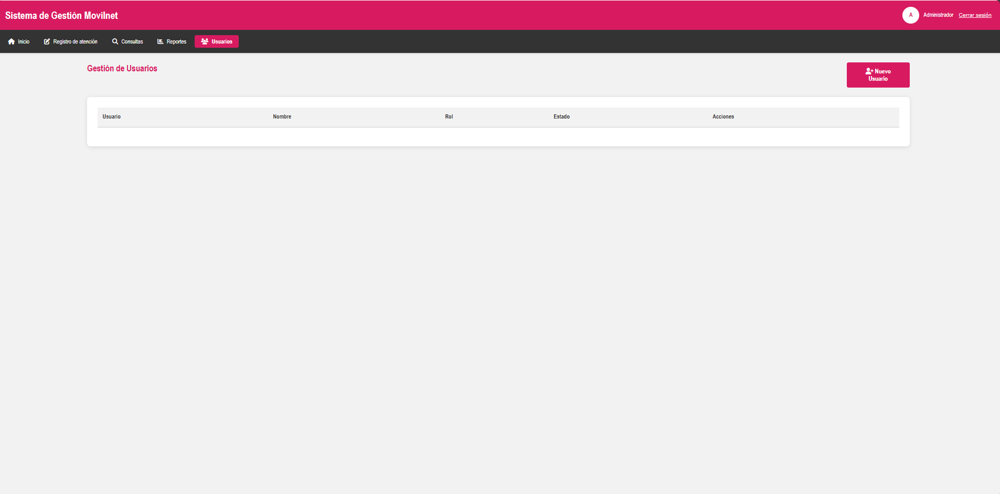 Sistema de Gestión Movilnet
A Administrador Cerrar sesión
Inicio Registro de atención Consultas Reportes Usuarios
Gestión de Usuarios
Nuevo
Usuario
Usuario Nombre Rol Estado Acciones